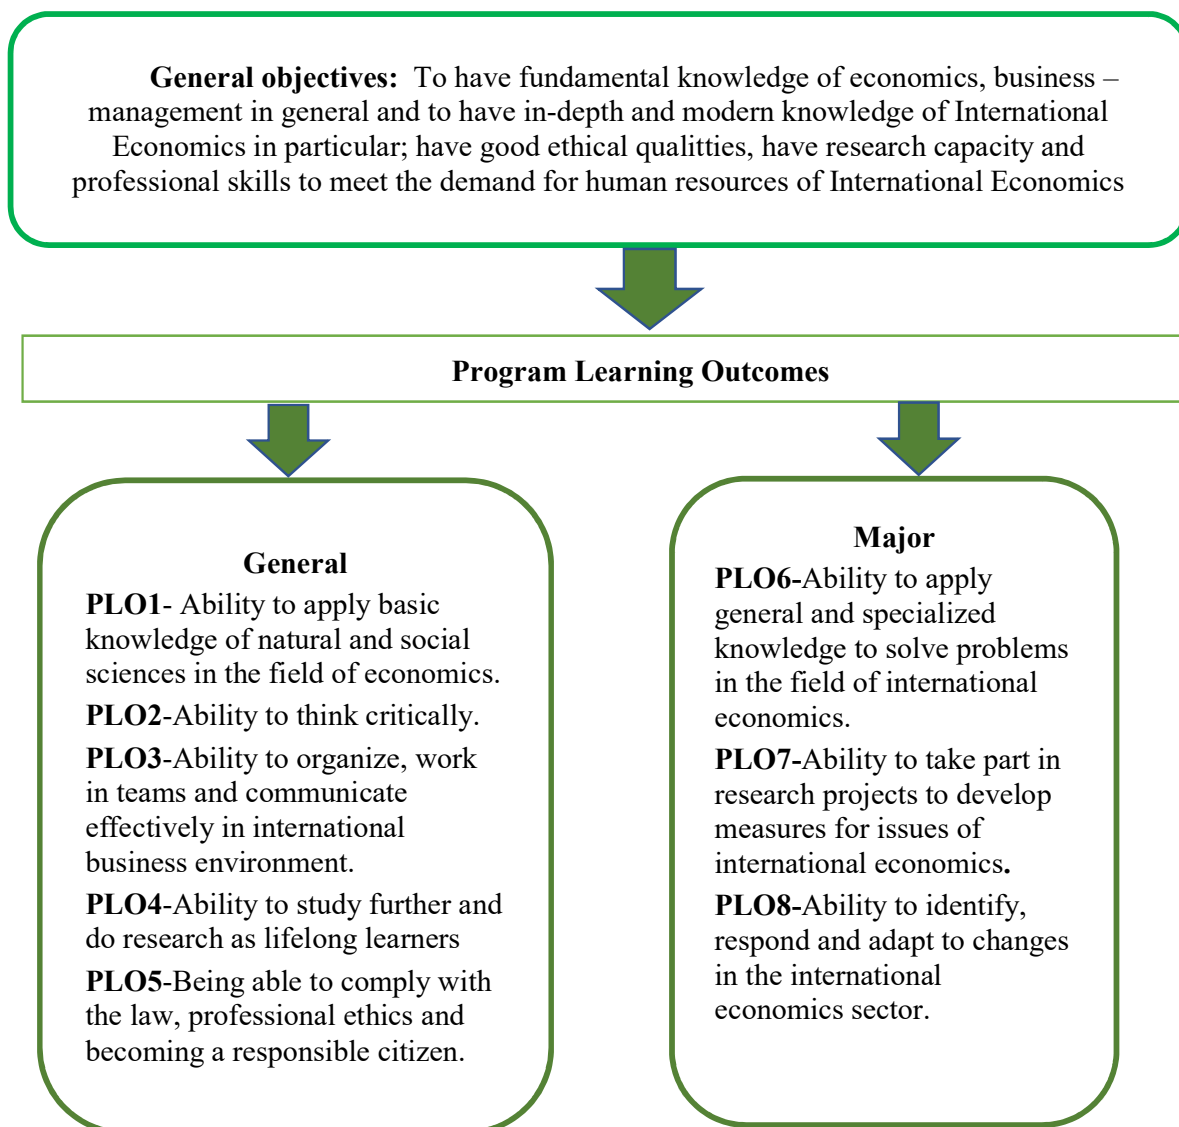 General objectives: To have fundamental knowledge of economics, business –
management in general and to have in-depth and modern knowledge of International
Economics in particular; have good ethical qualitties, have research capacity and
professional skills to meet the demand for human resources of International Economics
Program Learning Outcomes
General
PLO1- Ability to apply basic
knowledge of natural and social
sciences in the field of economics.
PLO2-Ability to think critically.
PLO3-Ability to organize, work
in teams and communicate
effectively in international
business environment.
PLO4-Ability to study further and
do research as lifelong learners
PLO5-Being able to comply with
the law, professional ethics and
becoming a responsible citizen.
Major
PLO6-Ability to apply
general and specialized
knowledge to solve problems
in the field of international
economics.
PLO7-Ability to take part in
research projects to develop
measures for issues of
international economics.
PLO8-Ability to identify,
respond and adapt to changes
in the international
economics sector.